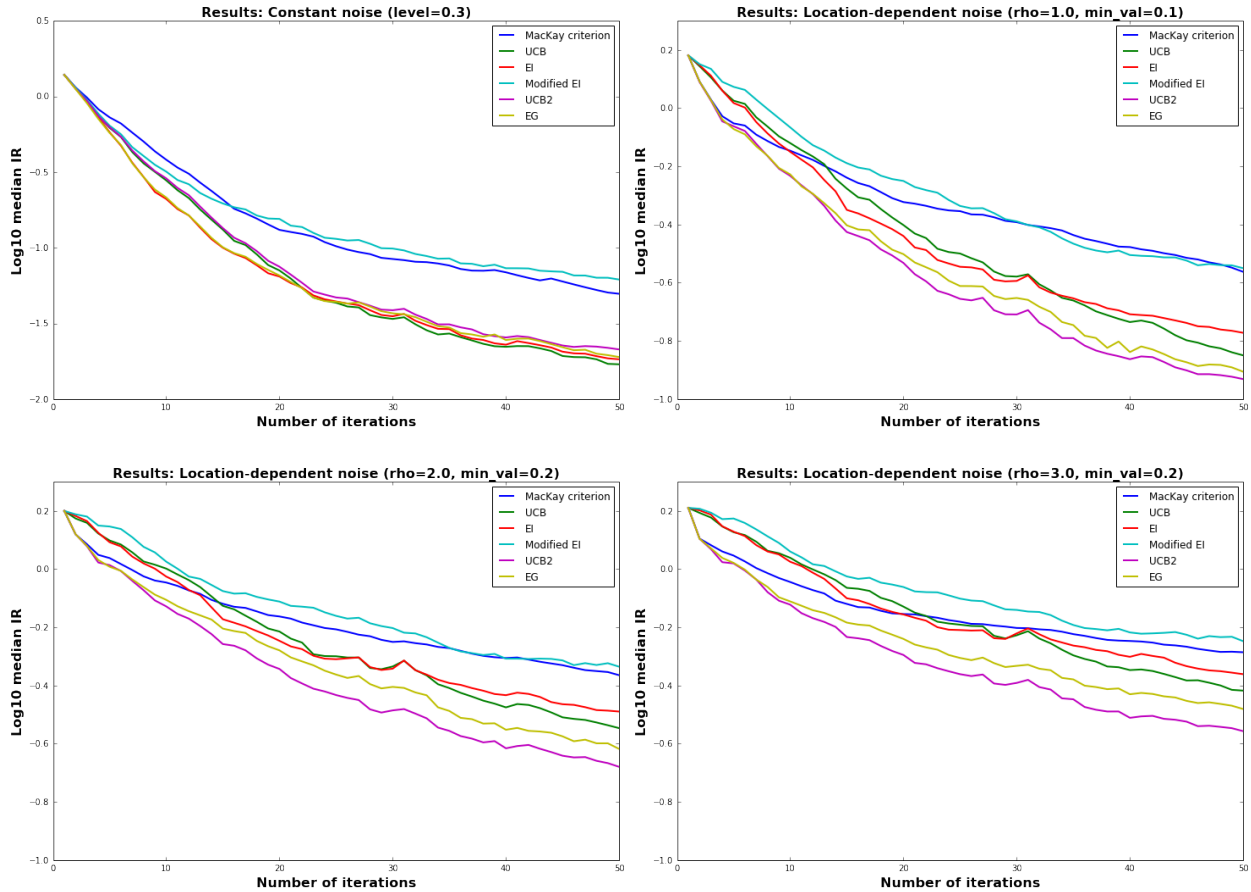 Results: Constant noise (level=0.3)
Log10 median IR
0.5
0.0
−0.5
−1.0
−1.5
−2.0
MacKay criterion
UCB
EI
Modified EI
UCB2
EG
0
10
20
30
40
50
Number of iterations
Results: Location-dependent noise (rho=1.0, min_val=0.1)
Log10 median IR
0.2
0.0
−0.2
−0.4
−0.6
−0.8
−1.0
MacKay criterion
UCB
EI
Modified EI
UCB2
EG
0
10
20
30
40
50
Number of iterations
Results: Location-dependent noise (rho=2.0, min_val=0.2)
Log10 median IR
0.2
0.0
−0.2
−0.4
−0.6
−0.8
−1.0
MacKay criterion
UCB
EI
Modified EI
UCB2
EG
0
10
20
30
40
50
Number of iterations
Results: Location-dependent noise (rho=3.0, min_val=0.2)
Log10 median IR
0.2
0.0
−0.2
−0.4
−0.6
−0.8
−1.0
MacKay criterion
UCB
EI
Modified EI
UCB2
EG
0
10
20
30
40
50
Number of iterations